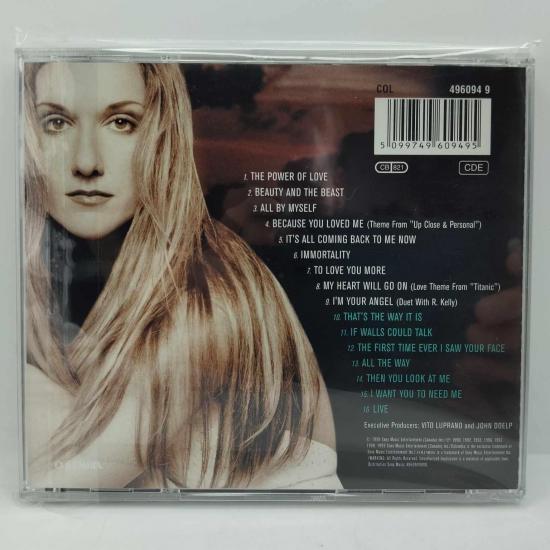 COL 496094 9
5 099749 609495
CB 821 CDE
1. THE POWER OF LOVE
2. BEAUTY AND THE BEAST
3. ALL BY MYSELF
4. BECAUSE YOU LOVED ME (Theme From "Up Close & Personal")
5. IT'S ALL COMING BACK TO ME NOW
6. IMMORTALITY
7. TO LOVE YOU MORE
8. MY HEART WILL GO ON (Love Theme From "Titanic")
9. I'M YOUR ANGEL (Duet With R. Kelly)
10. THAT'S THE WAY IT IS
11. IF WALLS COULD TALK
12. THE FIRST TIME EVER I SAW YOUR FACE
13. ALL THE WAY
14. THEN YOU LOOK AT ME
15. I WANT YOU TO NEED ME
16. LIVE
Executive Producers: VITO LUPRANO and JOHN DOELP